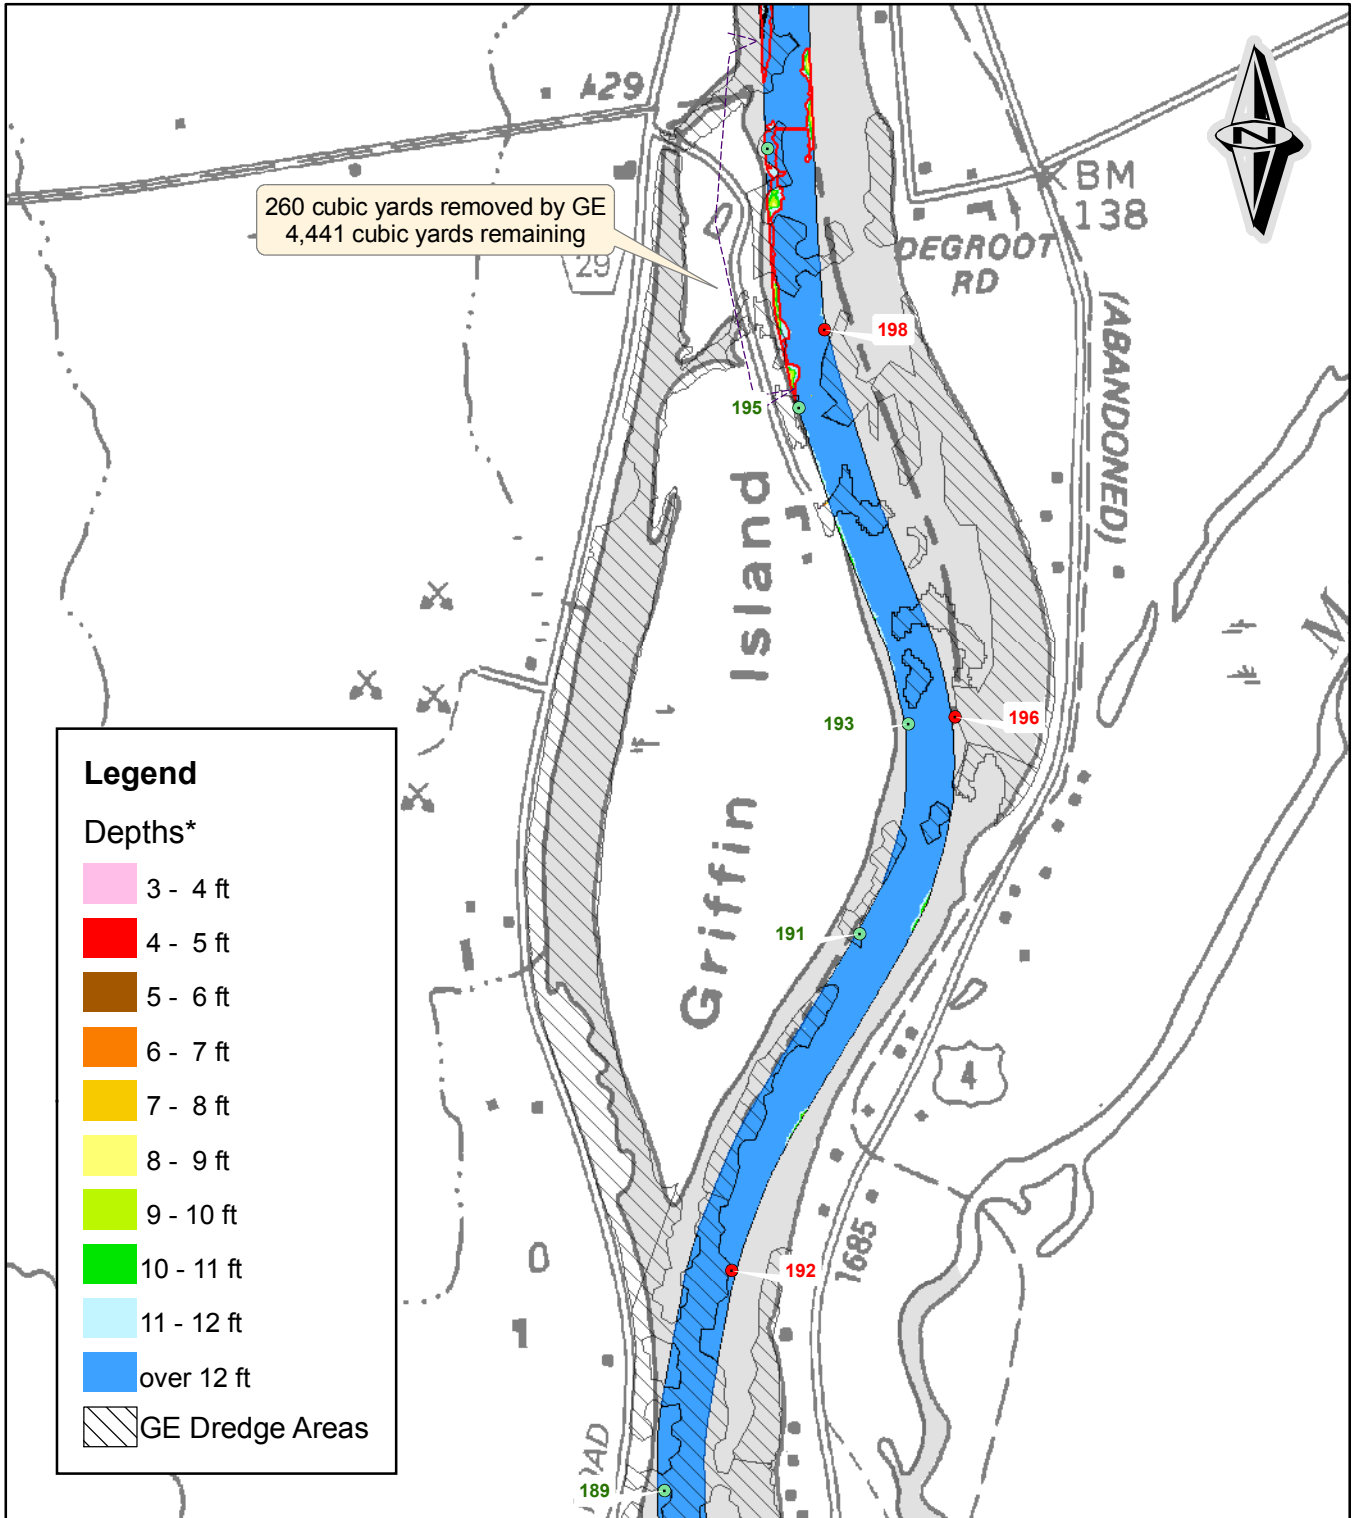 A29
N
BM
138
260 cubic yards removed by GE
4,441 cubic yards remaining
29
DEGROOT
RD
(ABANDONED)
198
195
Griffin Island
M
193
196
191
4
1685
192
189
Legend
Depths*
3 - 4 ft
4 - 5 ft
5 - 6 ft
6 - 7 ft
7 - 8 ft
8 - 9 ft
9 - 10 ft
10 - 11 ft
11 - 12 ft
over 12 ft
GE Dredge Areas